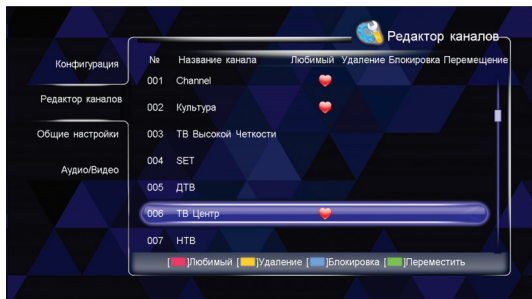 Редактор каналов
Конфигурация
Редактор каналов
Общие настройки
Аудио/Видео
№ Название канала Любимый Удаление Блокировка Перемещение
001 Channel
002 Культура
003 ТВ Высокой Четкости
004 SET
005 ДТВ
006 ТВ Центр
007 НТВ
[ ]Любимый [ ]Удаление [ ]Блокировка [ ]Переместить